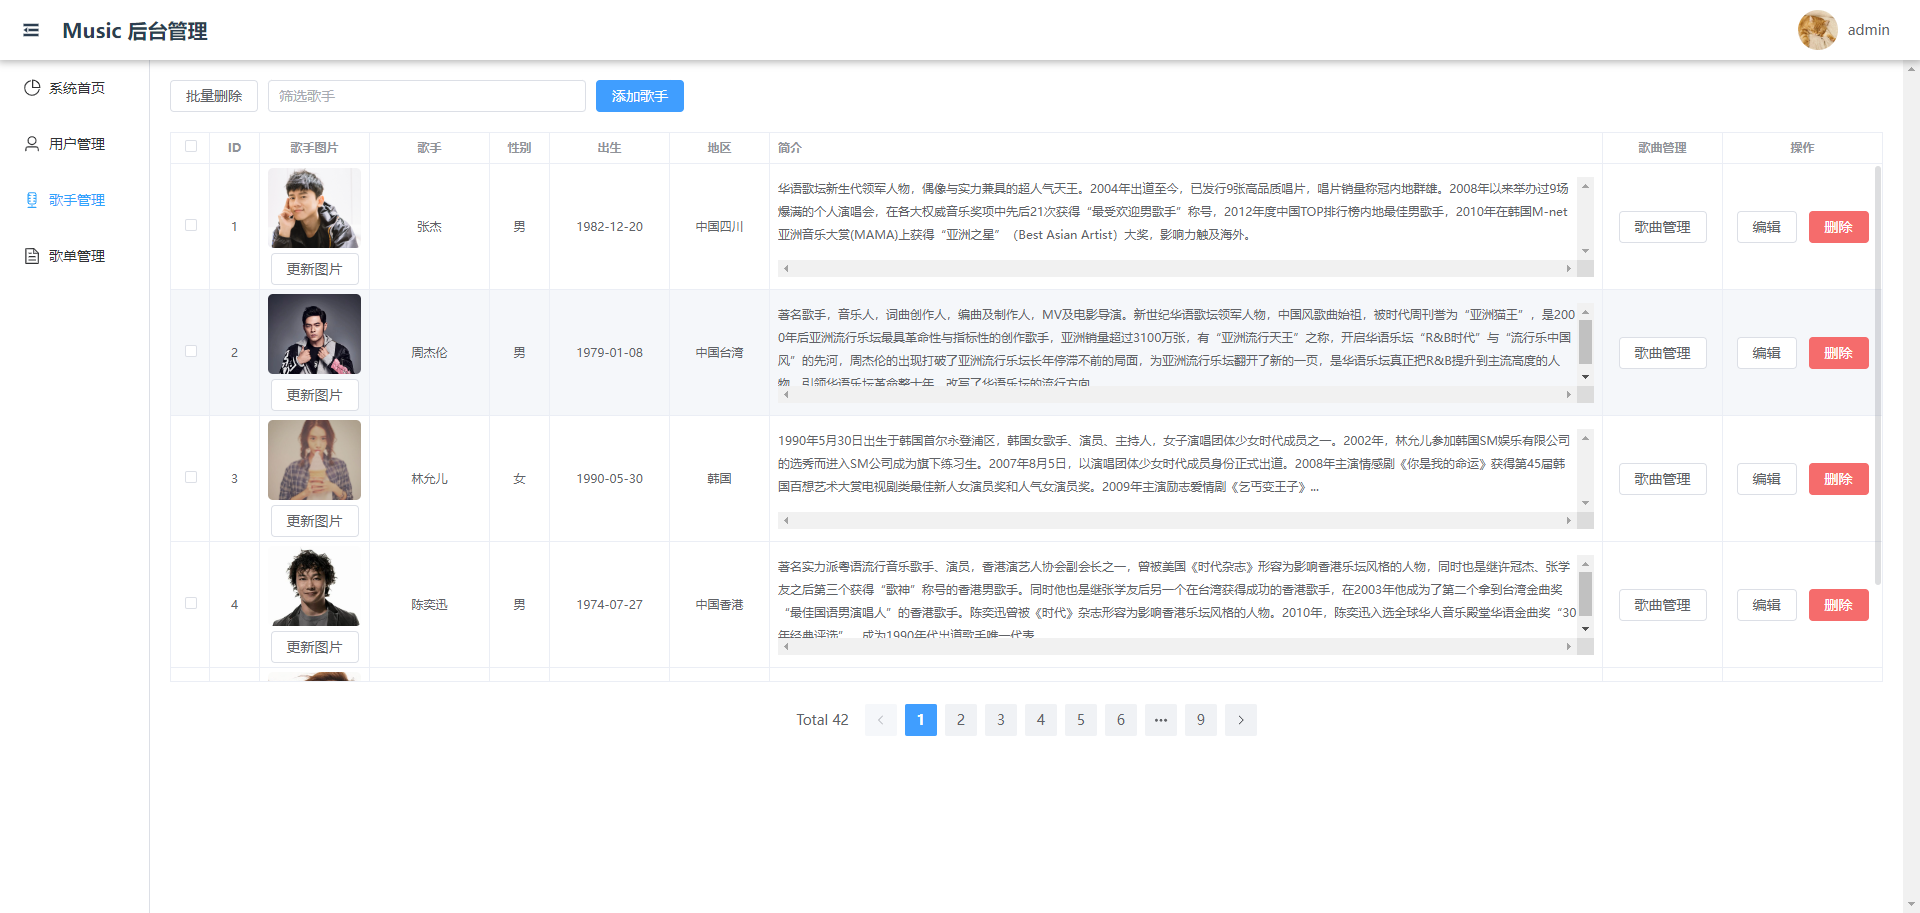 Music 后台管理
admin
系统首页
用户管理
歌手管理
歌单管理
批量删除
筛选歌手
添加歌手
ID 歌手图片 歌手 性别 出生 地区 简介 歌曲管理 操作
1 更新图片 张杰 男 1982-12-20 中国四川
华语歌坛新生代领军人物，偶像与实力兼具的超人气天王。2004年出道至今，已发行9张高品质唱片，唱片销量称冠内地群雄。2008年以来举办过9场
爆满的个人演唱会，在各大权威音乐奖项中先后21次获得“最受欢迎男歌手”称号，2012年度中国TOP排行榜内地最佳男歌手，2010年在韩国M-net
亚洲音乐大赏(MAMA)上获得“亚洲之星”（Best Asian Artist）大奖，影响力触及海外。
歌曲管理 编辑 删除
2 更新图片 周杰伦 男 1979-01-08 中国台湾
著名歌手，音乐人，词曲创作人，编曲及制作人，MV及电影导演。新世纪华语歌坛领军人物，中国风歌曲始祖，被时代周刊誉为“亚洲猫王”，是200
0年后亚洲流行乐坛最具革命性与指标性的创作歌手，亚洲销量超过3100万张，有“亚洲流行天王”之称，开启华语乐坛“R&B时代”与“流行乐中国
风”的先河，周杰伦的出现打破了亚洲流行乐坛长年停滞不前的局面，为亚洲流行乐坛翻开了新的一页，是华语乐坛真正把R&B提升到主流高度的人
物，引领华语乐坛革命整十年，改写了华语乐坛的流行方向
歌曲管理 编辑 删除
3 更新图片 林允儿 女 1990-05-30 韩国
1990年5月30日出生于韩国首尔永登浦区，韩国女歌手、演员、主持人，女子演唱团体少女时代成员之一。2002年，林允儿参加韩国SM娱乐有限公司
的选秀而进入SM公司成为旗下练习生。2007年8月5日，以演唱团体少女时代成员身份正式出道。2008年主演情感剧《你是我的命运》获得第45届韩
国百想艺术大赏电视剧类最佳新人女演员奖和人气女演员奖。2009年主演励志爱情剧《乞丐变王子》...
歌曲管理 编辑 删除
4 更新图片 陈奕迅 男 1974-07-27 中国香港
著名实力派粤语流行音乐歌手、演员，香港演艺人协会副会长之一，曾被美国《时代杂志》形容为影响香港乐坛风格的人物，同时也是继许冠杰、张学
友之后第三个获得“歌神”称号的香港男歌手。同时他也是继张学友后另一个在台湾获得成功的香港歌手，在2003年他成为了第二个拿到台湾金曲奖
“最佳国语男演唱人”的香港歌手。陈奕迅曾被《时代》杂志形容为影响香港乐坛风格的人物。2010年，陈奕迅入选全球华人音乐殿堂华语金曲奖“30
年经典评选”，成为1990年代出道歌手唯一代表
歌曲管理 编辑 删除
Total 42 1 2 3 4 5 6 ••• 9